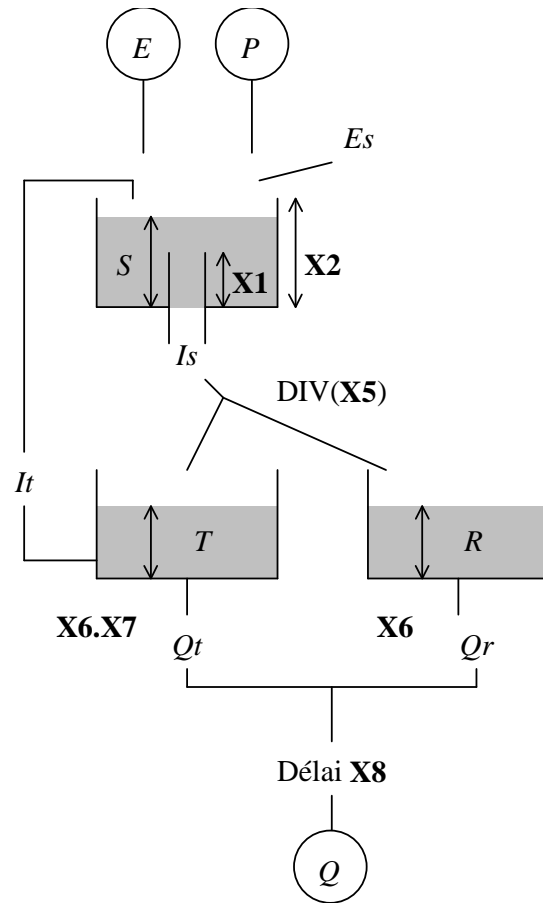 E P
Es
S X1 X2
Is
DIV(X5)
It
T R
X6.X7 X6
Qt Qr
Délai X8
Q